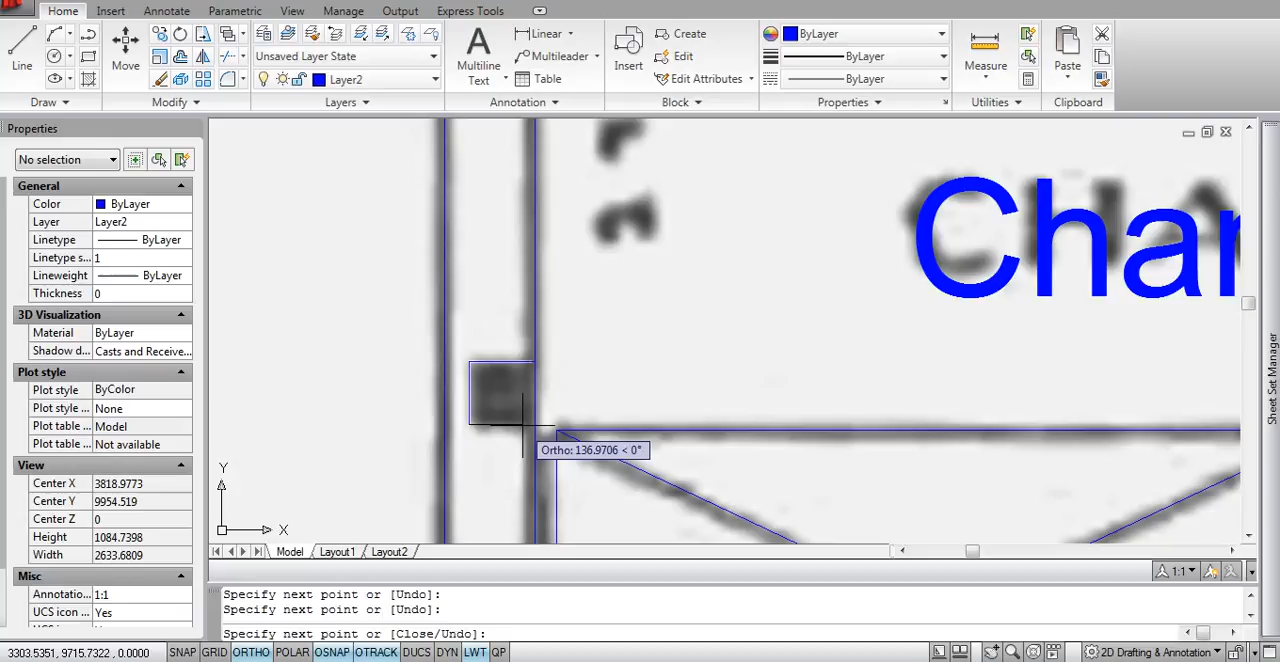 Home Insert Annotate Parametric View Manage Output Express Tools
Line
Move
Unsaved Layer State
Layer2
Multiline
Text
Linear
Multileader
Table
Insert
Create
Edit
Edit Attributes
ByLayer
ByLayer
ByLayer
Measure
Paste
Draw Modify Layers Annotation Block Properties Utilities Clipboard
Properties
No selection
General
Color ByLayer
Layer Layer2
Linetype ByLayer
Linetype s... 1
Lineweight ByLayer
Thickness 0
3D Visualization
Material ByLayer
Shadow d... Casts and Receive...
Plot style
Plot style ByColor
Plot style ... None
Plot table ... Model
Plot table ... Not available
View
Center X 3818.9773
Center Y 9954.519
Center Z 0
Height 1084.7398
Width 2633.6809
Misc
Annotatio... 1:1
UCS icon ... Yes
UCS icon ... Yes
CHA
Char
Ortho: 136.9706 < 0°
Y
X
Model Layout1 Layout2
1:1
Sheet Set Manager
Specify next point or [Undo]:
Specify next point or [Undo]:
Specify next point or [Close/Undo]:
3303.5351, 9715.7322, 0.0000 SNAP GRID ORTHO POLAR OSNAP OTRACK DUCS DYN LWT QP 2D Drafting & Annotation